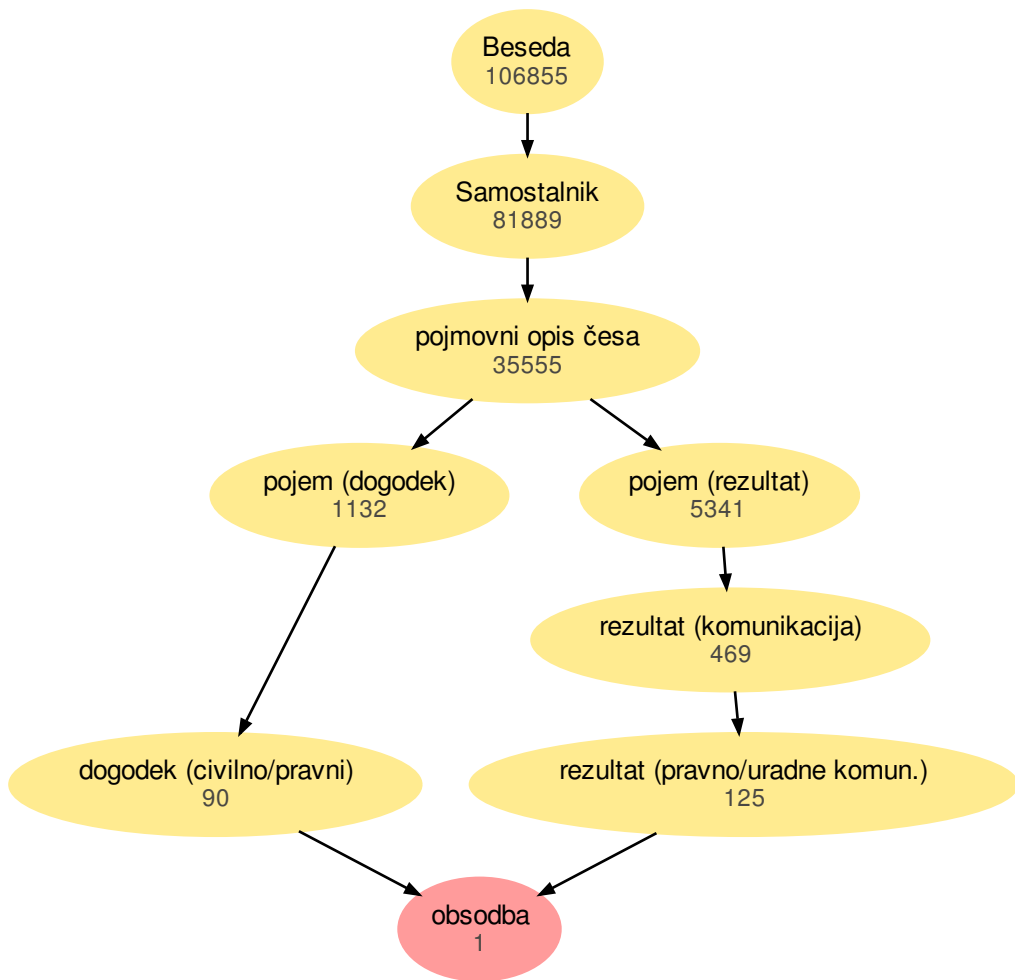 Beseda
106855
Samostalnik
81889
pojmovni opis česa
35555
pojem (dogodek)
1132
pojem (rezultat)
5341
rezultat (komunikacija)
469
dogodek (civilno/pravni)
90
rezultat (pravno/uradne komun.)
125
obsodba
1